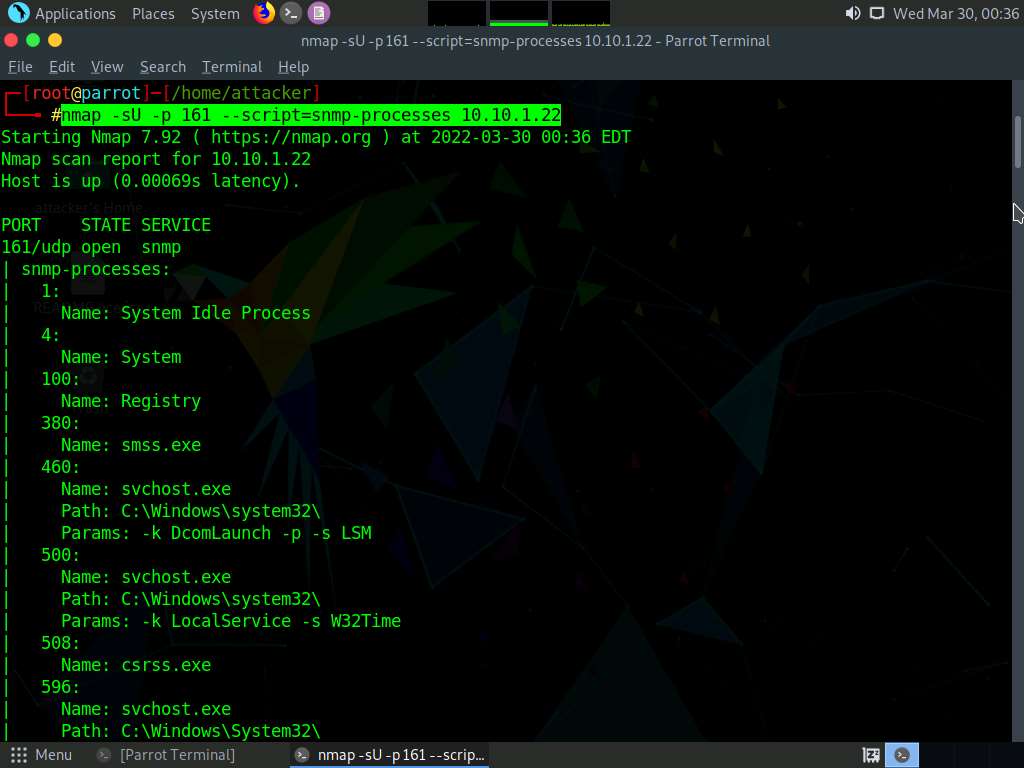 Applications Places System Wed Mar 30, 00:36
nmap -sU -p 161 --script=snmp-processes 10.10.1.22 - Parrot Terminal
File Edit View Search Terminal Help
┌─[root@parrot]─[/home/attacker]
└──╼ #nmap -sU -p 161 --script=snmp-processes 10.10.1.22
Starting Nmap 7.92 ( https://nmap.org ) at 2022-03-30 00:36 EDT
Nmap scan report for 10.10.1.22
Host is up (0.00069s latency).
attacker's Home
PORT    STATE SERVICE
161/udp open  snmp
| snmp-processes:
|   1:
|     Name: System Idle Process
|   4:
|     Name: System
|   100:
|     Name: Registry
|   380:
|     Name: smss.exe
|   460:
|     Name: svchost.exe
|     Path: C:\Windows\system32\
|     Params: -k DcomLaunch -p -s LSM
|   500:
|     Name: svchost.exe
|     Path: C:\Windows\system32\
|     Params: -k LocalService -s W32Time
|   508:
|     Name: csrss.exe
|   596:
|     Name: svchost.exe
|     Path: C:\Windows\System32\
Menu [Parrot Terminal] nmap -sU -p 161 --scrip...